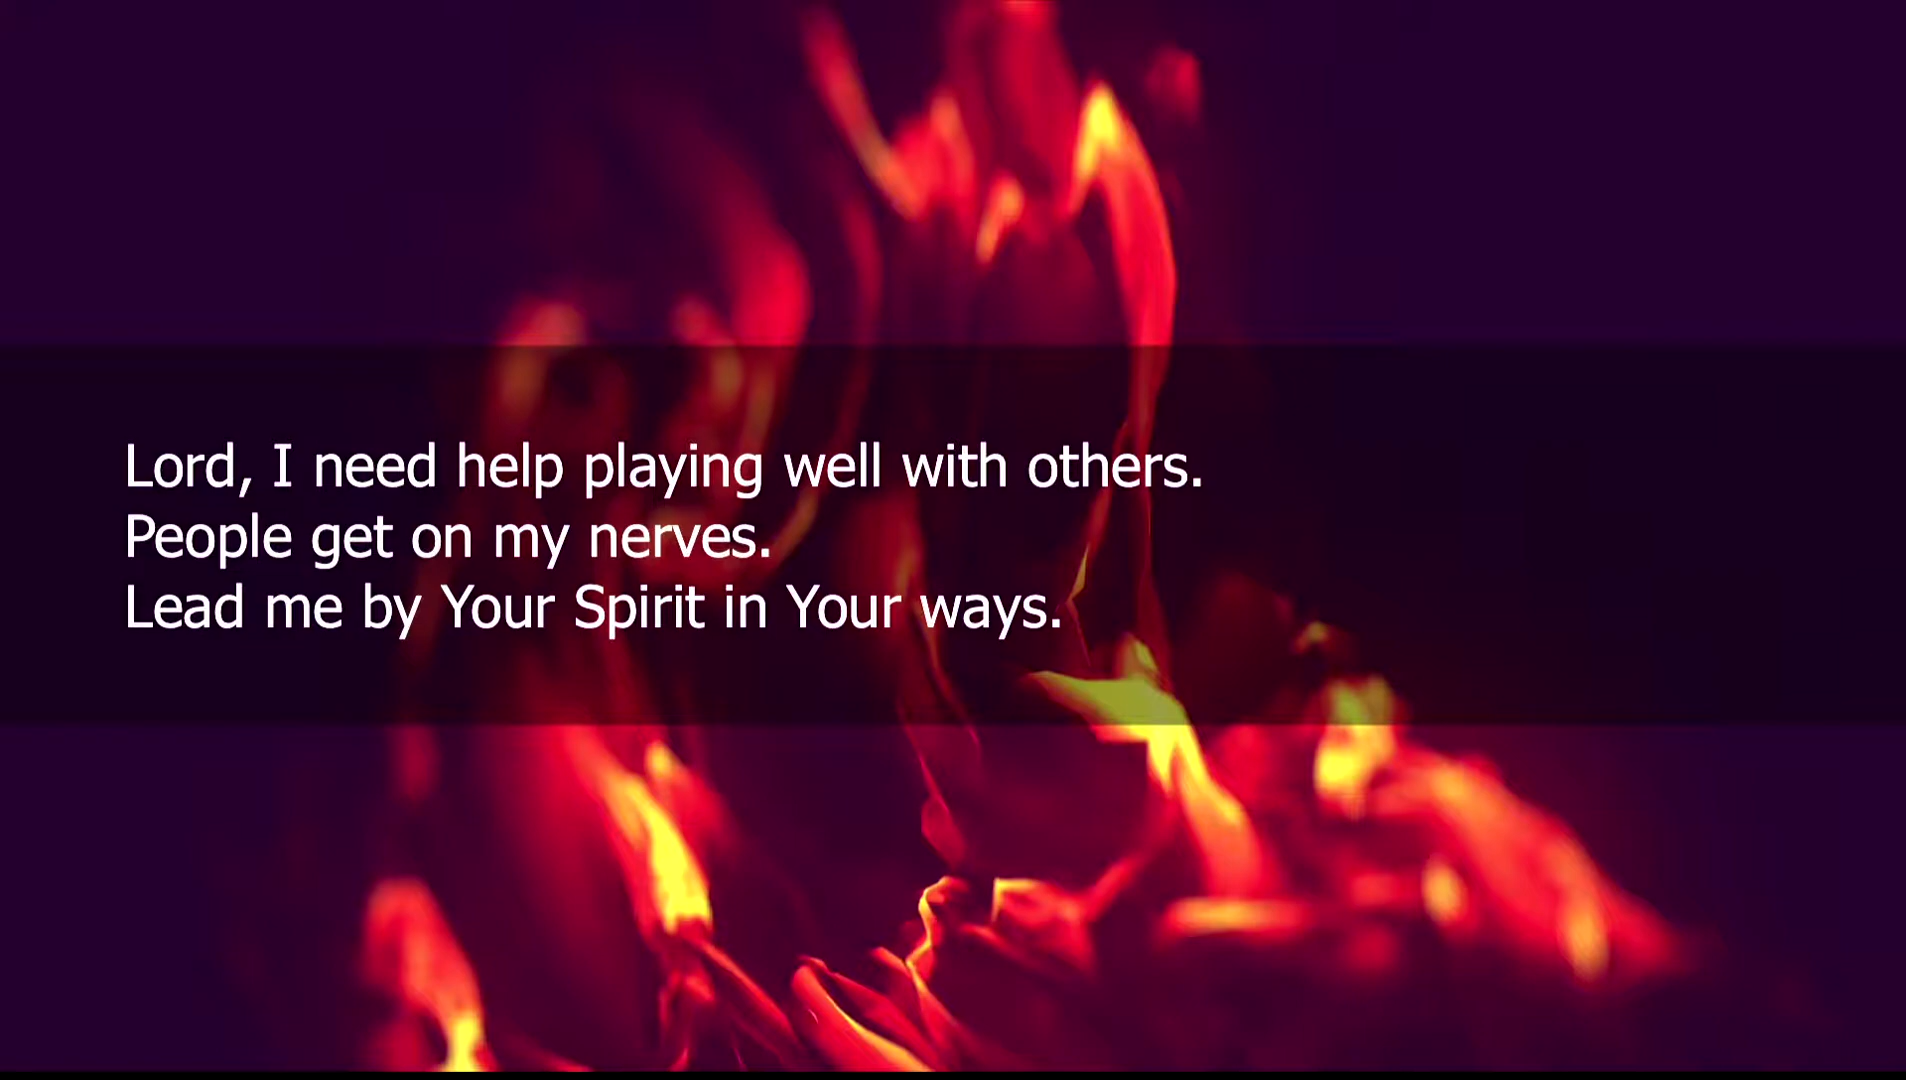 Lord, I need help playing well with others.
People get on my nerves.
Lead me by Your Spirit in Your ways.